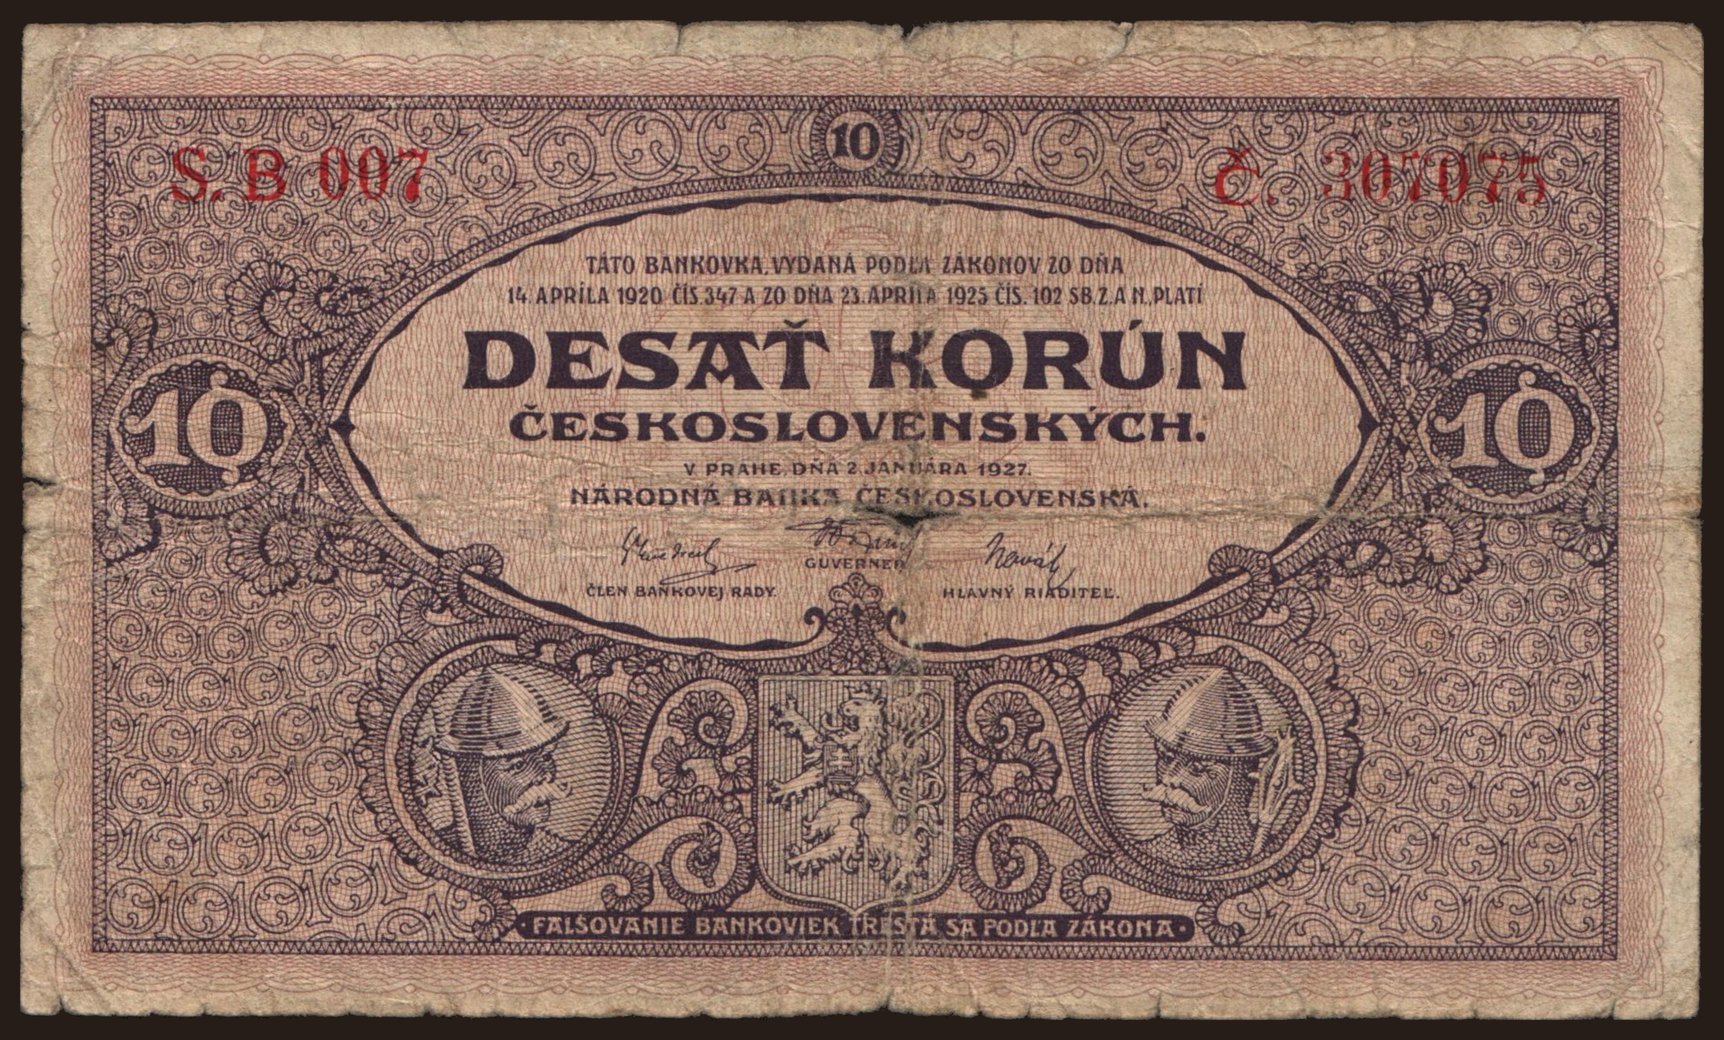 10
S. B 007
Č. 307075
TÁTO BANKOVKA, VYDANÁ PODĽA ZÁKONOV ZO DŇA
14. APRÍLA 1920 ČÍS. 347 A ZO DŇA 23. APRÍLA 1925 ČÍS. 102 SB. Z. A N. PLATÍ
DESAŤ KORÚN
ČESKOSLOVENSKÝCH.
10
10
V PRAHE, DŇA 2. JANUÁRA 1927.
NÁRODNÁ BANKA ČESKOSLOVENSKÁ.
Novák
GUVERNER
ČLEN BANKOVEJ RADY.
HLAVNÝ RIADITEĽ.
FALŠOVANIE BANKOVIEK TRESTÁ SA PODĽA ZÁKONA